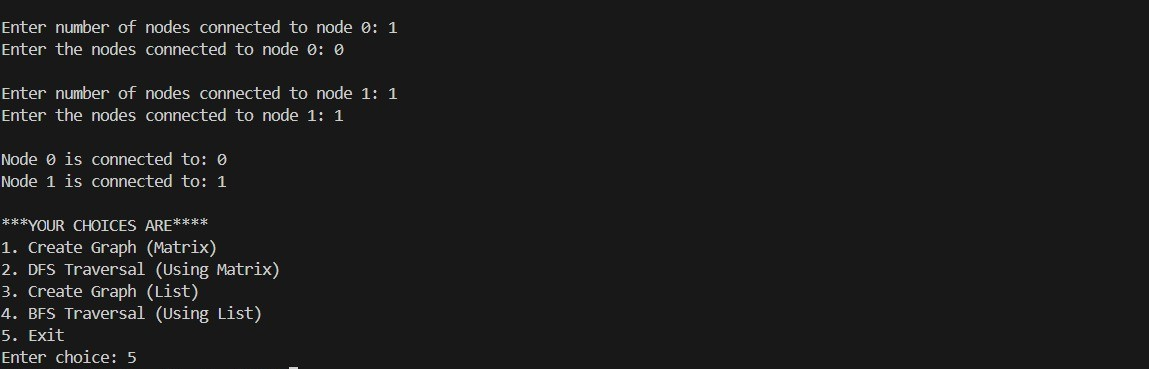 Enter number of nodes connected to node 0: 1
Enter the nodes connected to node 0: 0
Enter number of nodes connected to node 1: 1
Enter the nodes connected to node 1: 1
Node 0 is connected to: 0
Node 1 is connected to: 1
***YOUR CHOICES ARE****
1. Create Graph (Matrix)
2. DFS Traversal (Using Matrix)
3. Create Graph (List)
4. BFS Traversal (Using List)
5. Exit
Enter choice: 5